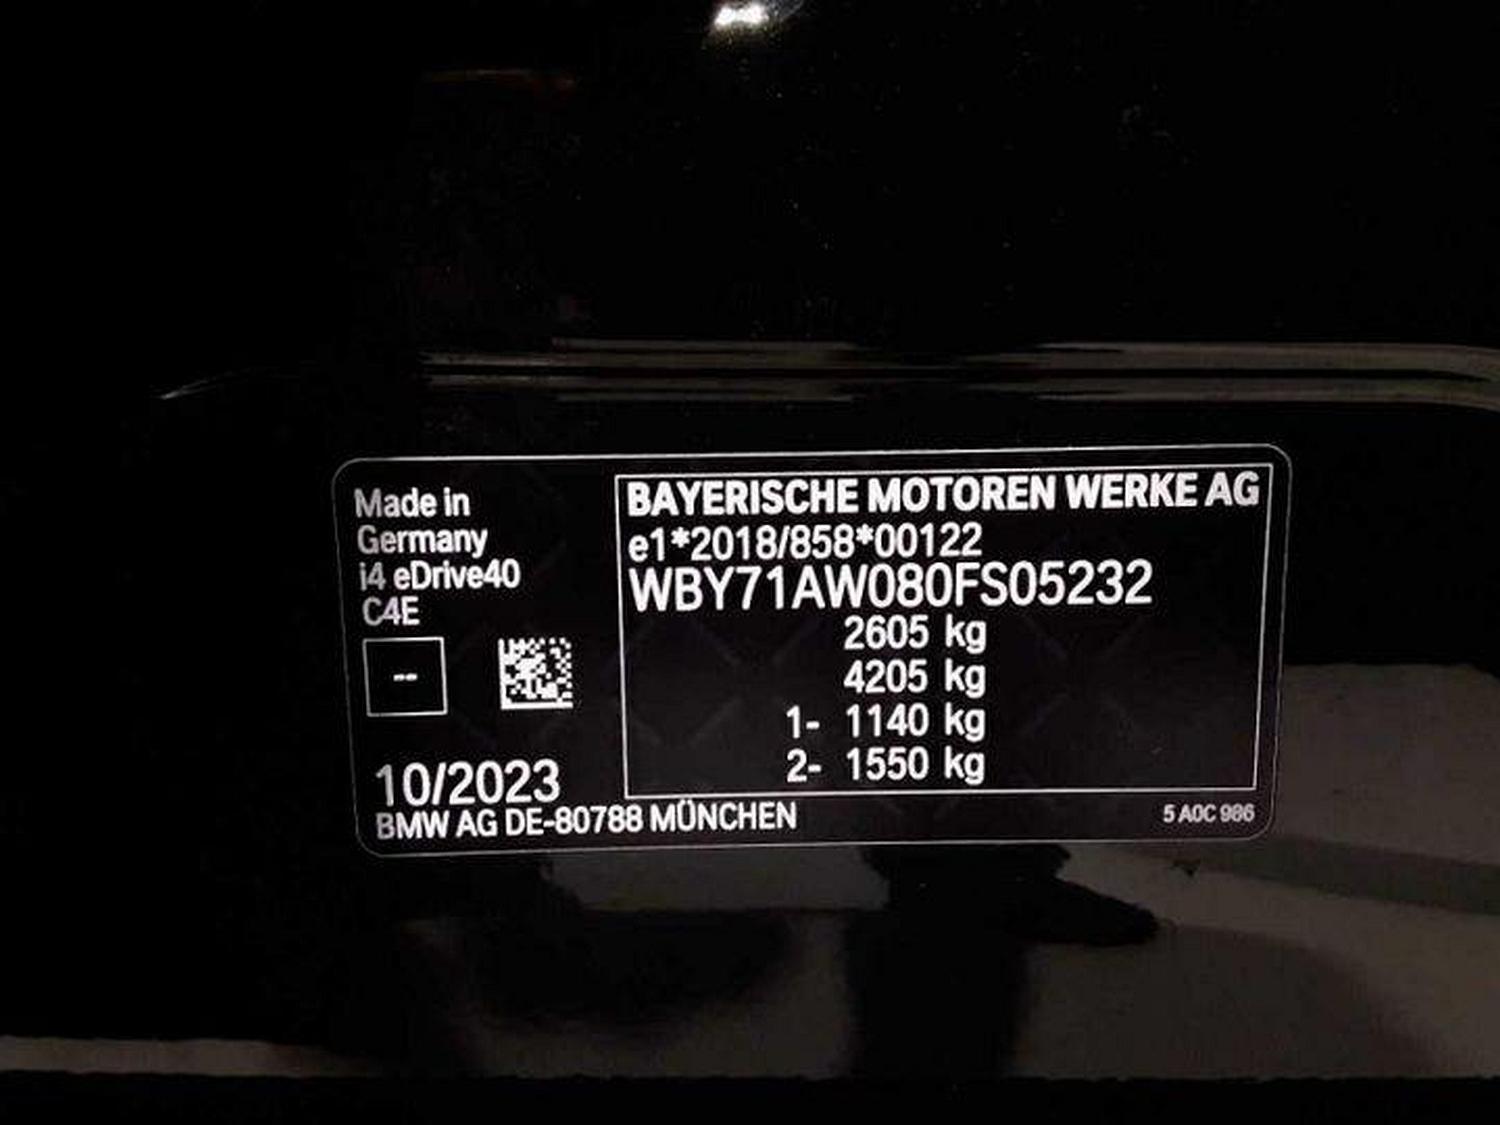 Made in
Germany
i4 eDrive40
C4E
--
10/2023
BMW AG DE-80788 MÜNCHEN
BAYERISCHE MOTOREN WERKE AG
e1*2018/858*00122
WBY71AW080FS05232
2605 kg
4205 kg
1- 1140 kg
2- 1550 kg
5 A0C 986